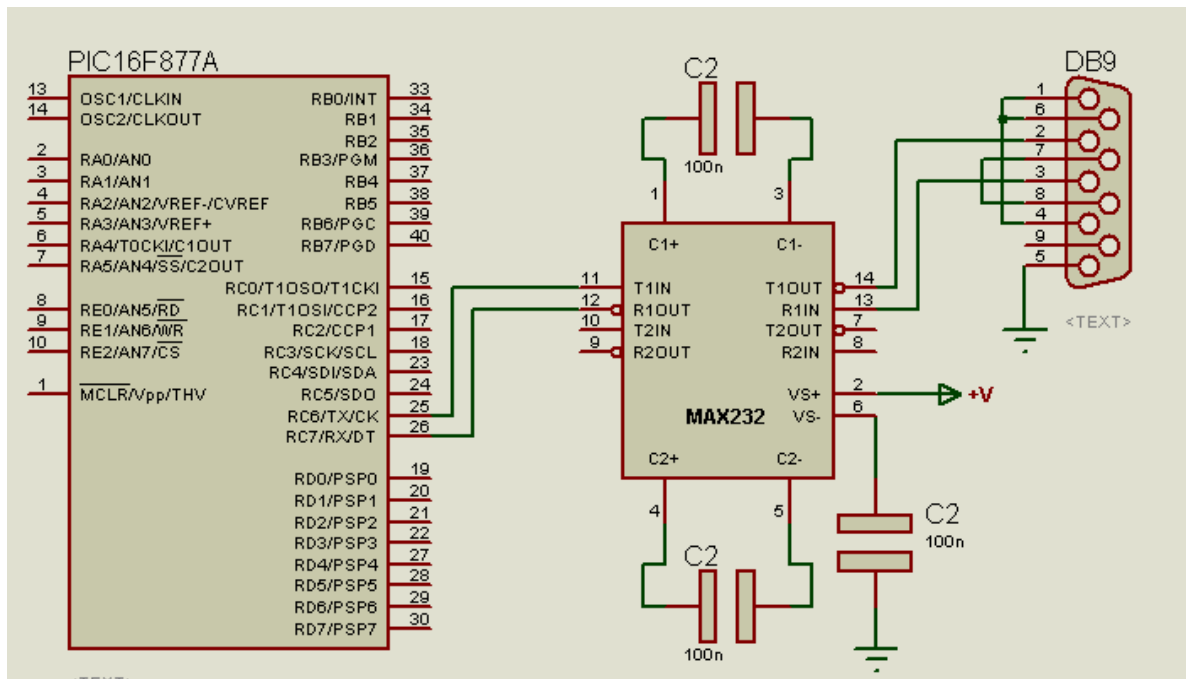 PIC16F877A
13 OSC1/CLKIN
14 OSC2/CLKOUT
2 RA0/AN0
3 RA1/AN1
4 RA2/AN2/VREF-/CVREF
5 RA3/AN3/VREF+
6 RA4/T0CKI/C1OUT
7 RA5/AN4/SS/C2OUT
8 RE0/AN5/RD
9 RE1/AN6/WR
10 RE2/AN7/CS
1 MCLR/Vpp/THV
RB0/INT 33
RB1 34
RB2 35
RB3/PGM 36
RB4 37
RB5 38
RB6/PGC 39
RB7/PGD 40
RC0/T1OSO/T1CKI 15
RC1/T1OSI/CCP2 16
RC2/CCP1 17
RC3/SCK/SCL 18
RC4/SDI/SDA 23
RC5/SDO 24
RC6/TX/CK 25
RC7/RX/DT 26
RD0/PSP0 19
RD1/PSP1 20
RD2/PSP2 21
RD3/PSP3 22
RD4/PSP4 27
RD5/PSP5 28
RD6/PSP6 29
RD7/PSP7 30
C2
100n
1 3
C1+ C1-
11 T1IN T1OUT 14
12 R1OUT R1IN 13
10 T2IN T2OUT 7
9 R2OUT R2IN 8
VS+ 2
+V
MAX232 VS- 6
C2+ C2-
4 5
C2
100n
C2
100n
DB9
1
6
2
7
3
8
4
9
5
<TEXT>